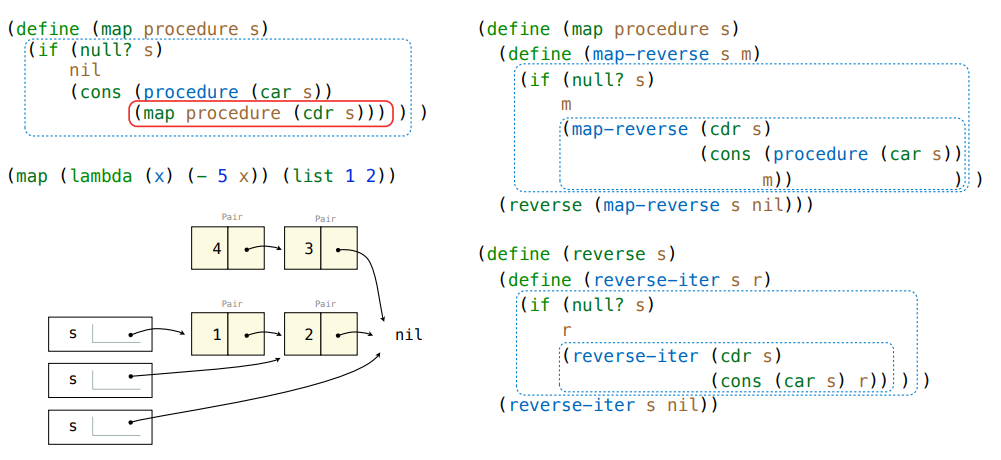 (define (map procedure s)
(if (null? s)
nil
(cons (procedure (car s))
(map procedure (cdr s))) ) )
(map (lambda (x) (- 5 x)) (list 1 2))
Pair
Pair
4
3
Pair
Pair
s
1
2
nil
s
s
(define (map procedure s)
(define (map-reverse s m)
(if (null? s)
m
(map-reverse (cdr s)
(cons (procedure (car s))
m)) ) )
(reverse (map-reverse s nil)))
(define (reverse s)
(define (reverse-iter s r)
(if (null? s)
r
(reverse-iter (cdr s)
(cons (car s) r)) ) )
(reverse-iter s nil))